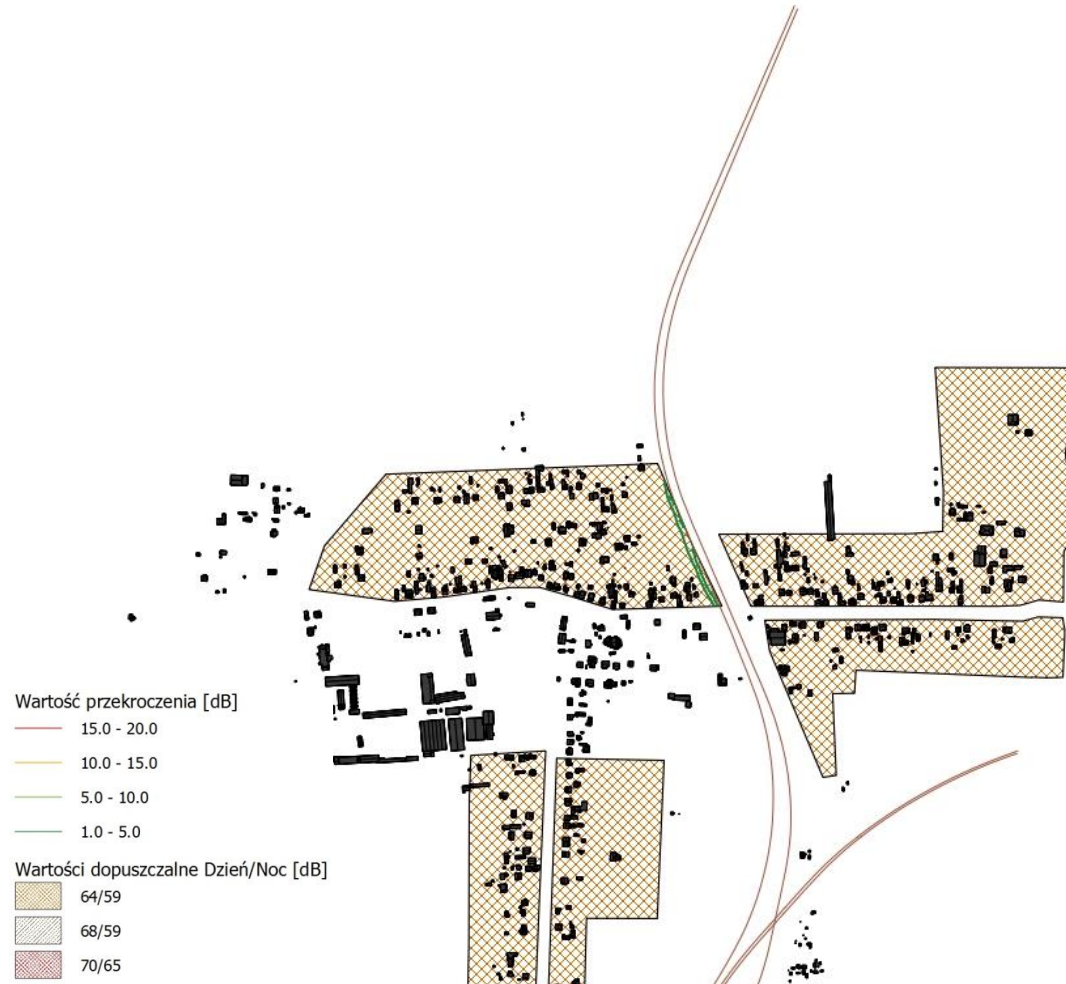 Wartość przekroczenia [dB]
15.0 - 20.0
10.0 - 15.0
5.0 - 10.0
1.0 - 5.0
Wartości dopuszczalne Dzień/Noc [dB]
64/59
68/59
70/65